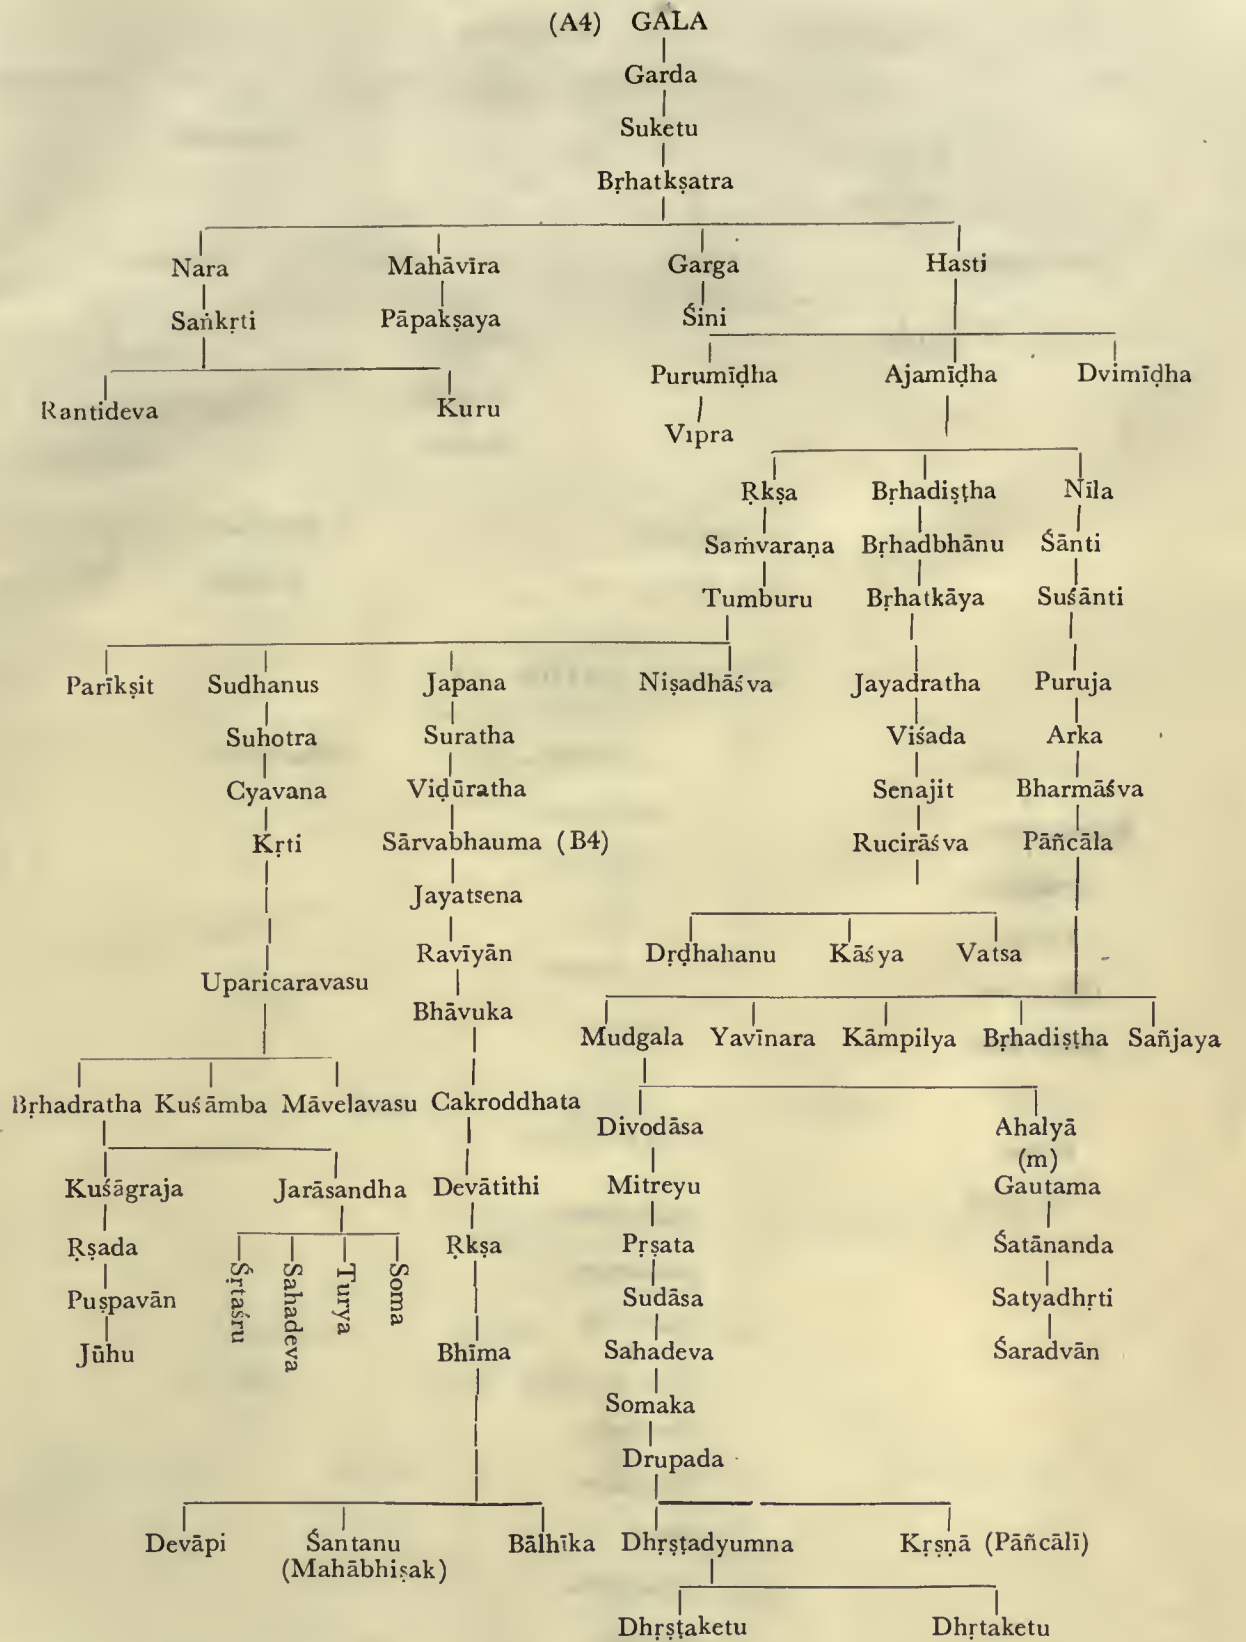 (A4) GALA
Garda
Suketu
Bṛhatkṣatra
Nara Mahāvīra Garga Hasti
Saṅkṛti Pāpakṣaya Śini
Purumīḍha Ajamīḍha Dvimīḍha
Rantideva Kuru
Vipra
Ṛkṣa Bṛhadiṣṭha Nīla
Saṁvaraṇa Bṛhadbhānu Śānti
Tumburu Bṛhatkāya Suśānti
Parīkṣit Sudhanus Japana Niṣadhāśva Jayadratha Puruja
Suhotra Suratha Viśada Arka
Cyavana Viḍūratha Senajit Bharmāśva
Kṛti Sārvabhauma (B4) Rucirāśva Pāñcāla
Jayatsena
Ravīyān Dṛḍhahanu Kāśya Vatsa
Uparicaravasu
Bhāvuka
Mudgala Yavīnara Kāmpilya Bṛhadiṣṭha Sañjaya
Bṛhadratha Kuśāmba Māvelavasu Cakroddhata
Divodāsa Ahalyā
(m)
Kuśāgraja Jarāsandha Devātithi Mitreyu Gautama
Ṛṣada Ṛkṣa Pṛṣata Śatānanda
Śṛtaśru Sahadeva Turya Soma
Puṣpavān Sudāsa Satyadhṛti
Jūhu Bhīma Sahadeva Śaradvān
Somaka
Drupada
Devāpi Śantanu Bālhīka Dhṛṣṭadyumna Kṛṣṇā (Pāñcālī)
(Mahābhiṣak)
Dhṛṣṭaketu Dhṛtaketu